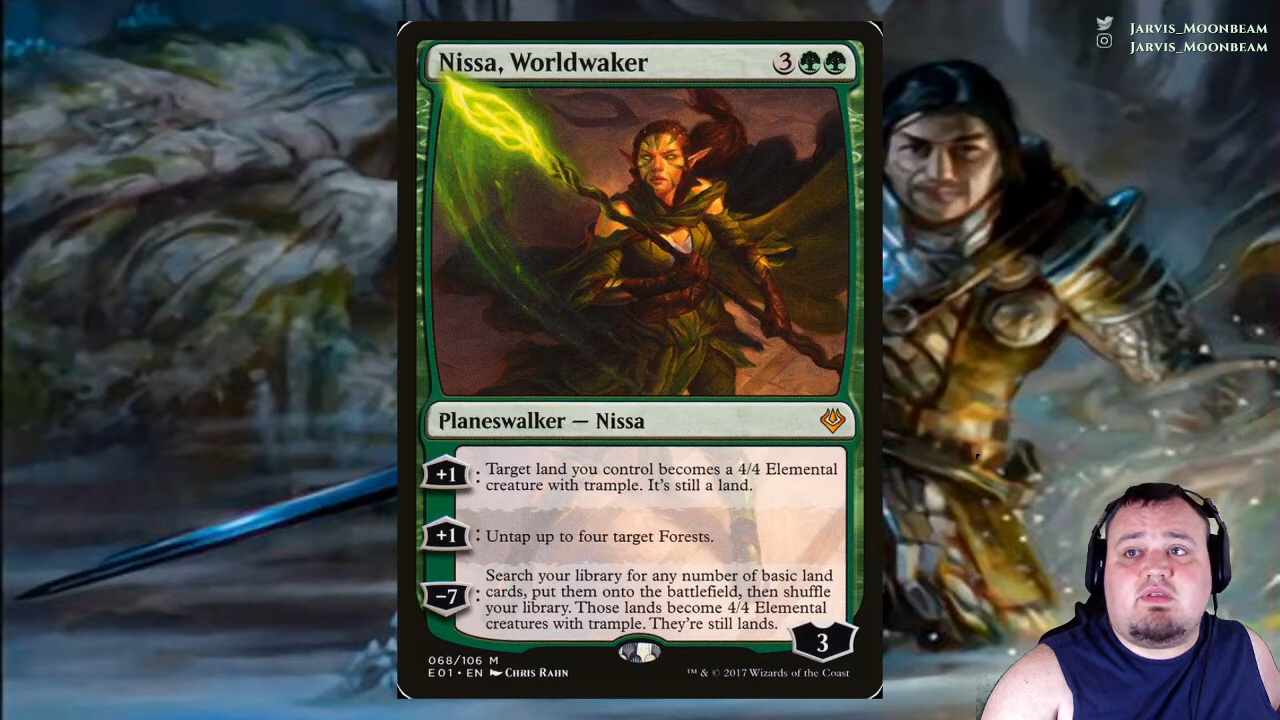 Jarvis_Moonbeam
Jarvis_Moonbeam
Nissa, Worldwaker
3
Planeswalker — Nissa
+1 : Target land you control becomes a 4/4 Elemental
creature with trample. It's still a land.
+1 : Untap up to four target Forests.
Search your library for any number of basic land
cards, put them onto the battlefield, then shuffle
−7 : your library. Those lands become 4/4 Elemental
creatures with trample. They're still lands.
3
068/106 M
E01 • EN Chris Rahn
™ & © 2017 Wizards of the Coast